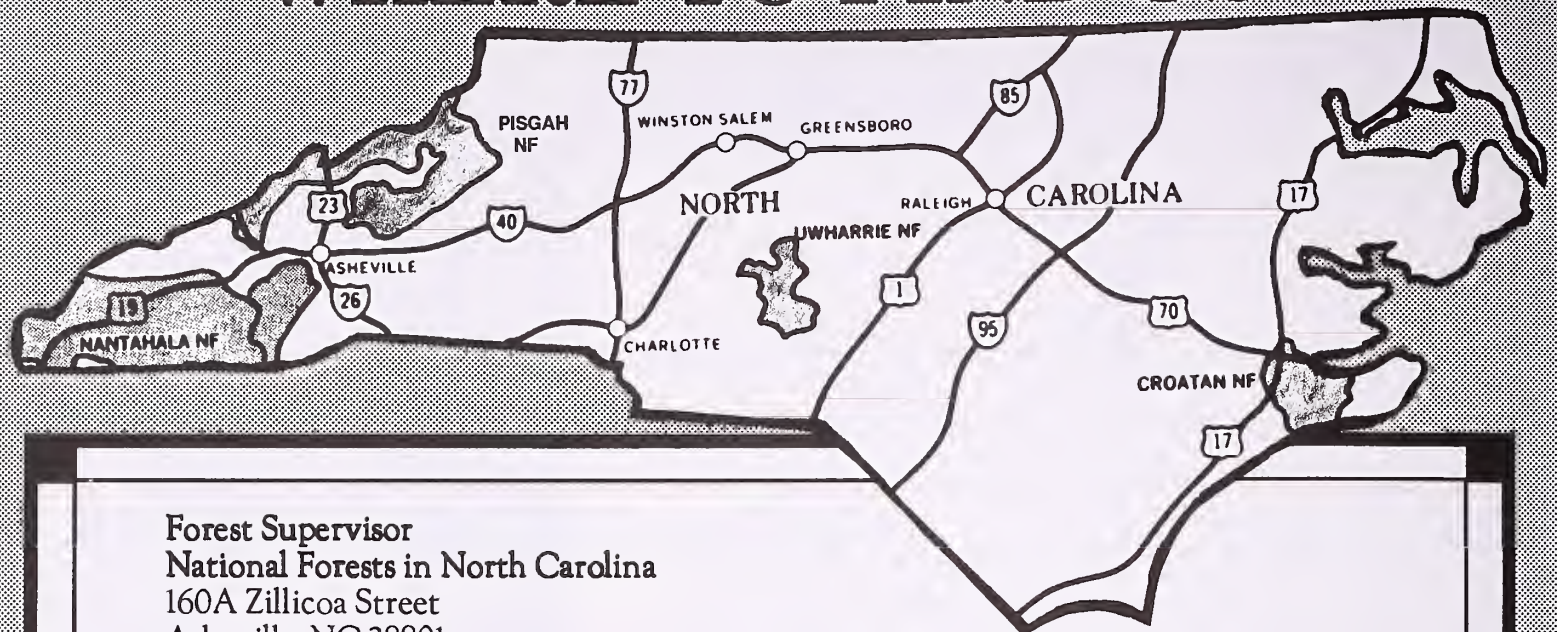 77
85
PISGAH
NF
WINSTON SALEM
GREENSBORO
23
40
NORTH
RALEIGH
CAROLINA
17
UWHARRIE NF
ASHEVILLE
19
26
1
70
95
NANTAHALA NF
CHARLOTTE
CROATAN NF
17
Forest Supervisor
National Forests in North Carolina
160A Zillicoa Street